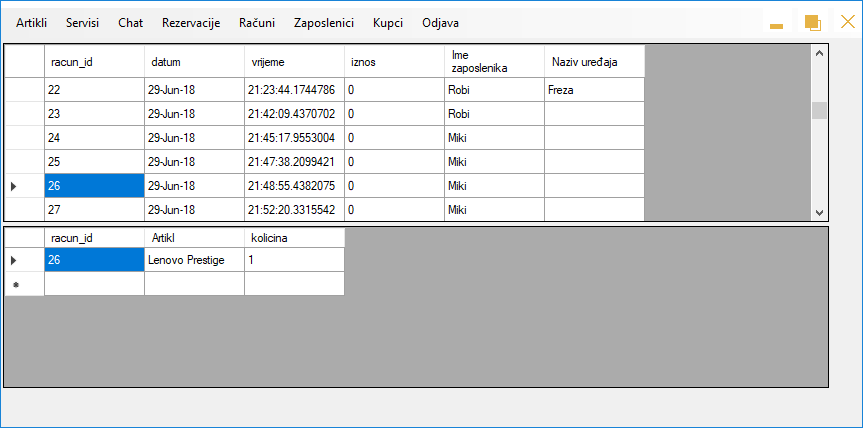 Artikli Servisi Chat Rezervacije Računi Zaposlenici Kupci Odjava
racun_id datum vrijeme iznos Ime zaposlenika Naziv uređaja
22 29-Jun-18 21:23:44.1744786 0 Robi Freza
23 29-Jun-18 21:42:09.4370702 0 Robi
24 29-Jun-18 21:45:17.9553004 0 Miki
25 29-Jun-18 21:47:38.2099421 0 Miki
26 29-Jun-18 21:48:55.4382075 0 Miki
27 29-Jun-18 21:52:20.3315542 0 Miki
racun_id Artikl kolicina
26 Lenovo Prestige 1